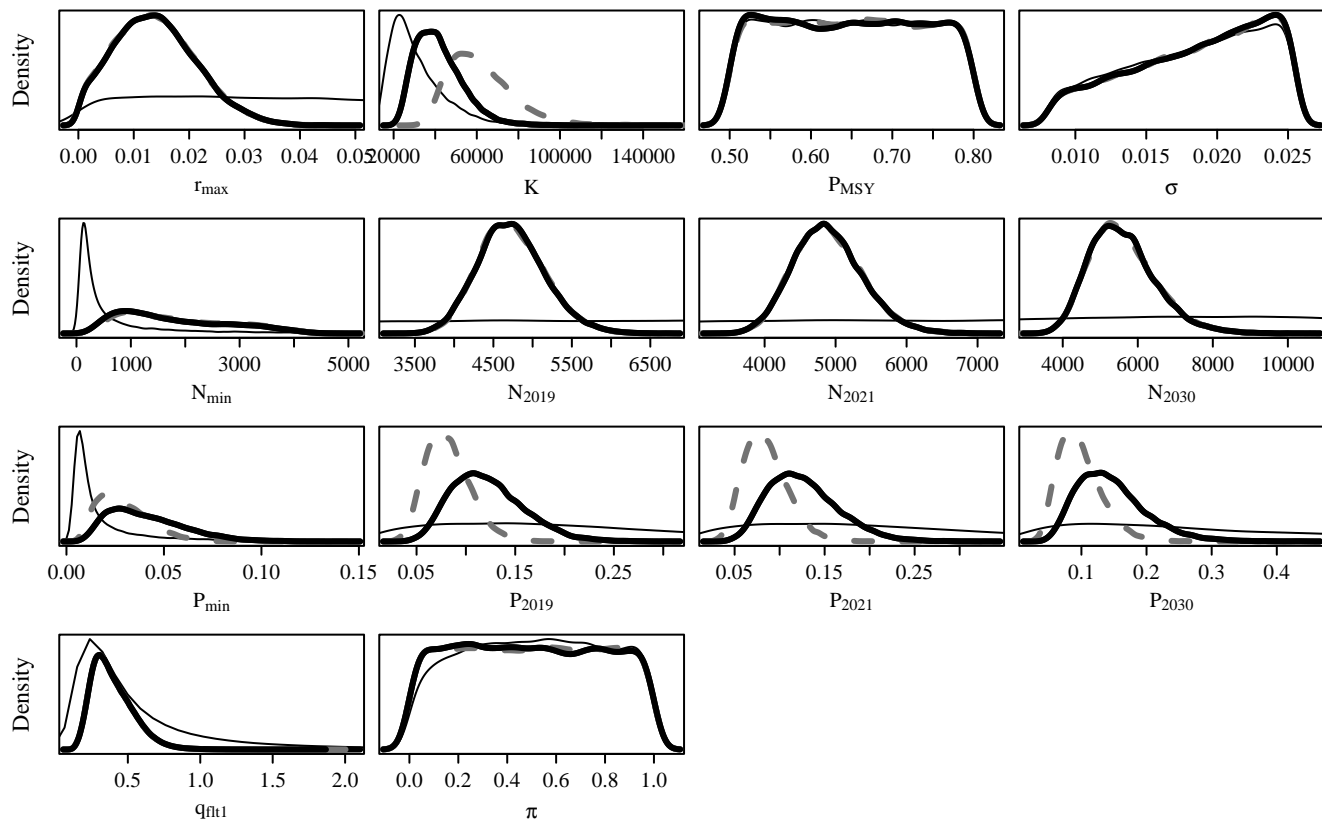 Density
0.00 0.01 0.02 0.03 0.04 0.05
r_max
20000 60000 100000 140000
K
0.50 0.60 0.70 0.80
P_MSY
0.010 0.015 0.020 0.025
σ
Density
0 1000 3000 5000
N_min
3500 4500 5500 6500
N_2019
4000 5000 6000 7000
N_2021
4000 6000 8000 10000
N_2030
Density
0.00 0.05 0.10 0.15
P_min
0.05 0.15 0.25
P_2019
0.05 0.15 0.25
P_2021
0.1 0.2 0.3 0.4
P_2030
Density
0.5 1.0 1.5 2.0
q_flt1
0.0 0.2 0.4 0.6 0.8 1.0
π